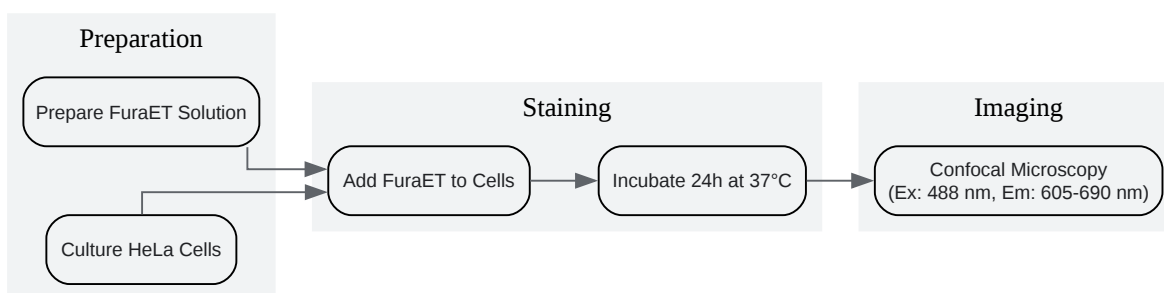 Preparation
Prepare FuraET Solution
Culture HeLa Cells
Staining
Add FuraET to Cells
Incubate 24h at 37°C
Imaging
Confocal Microscopy
(Ex: 488 nm, Em: 605-690 nm)